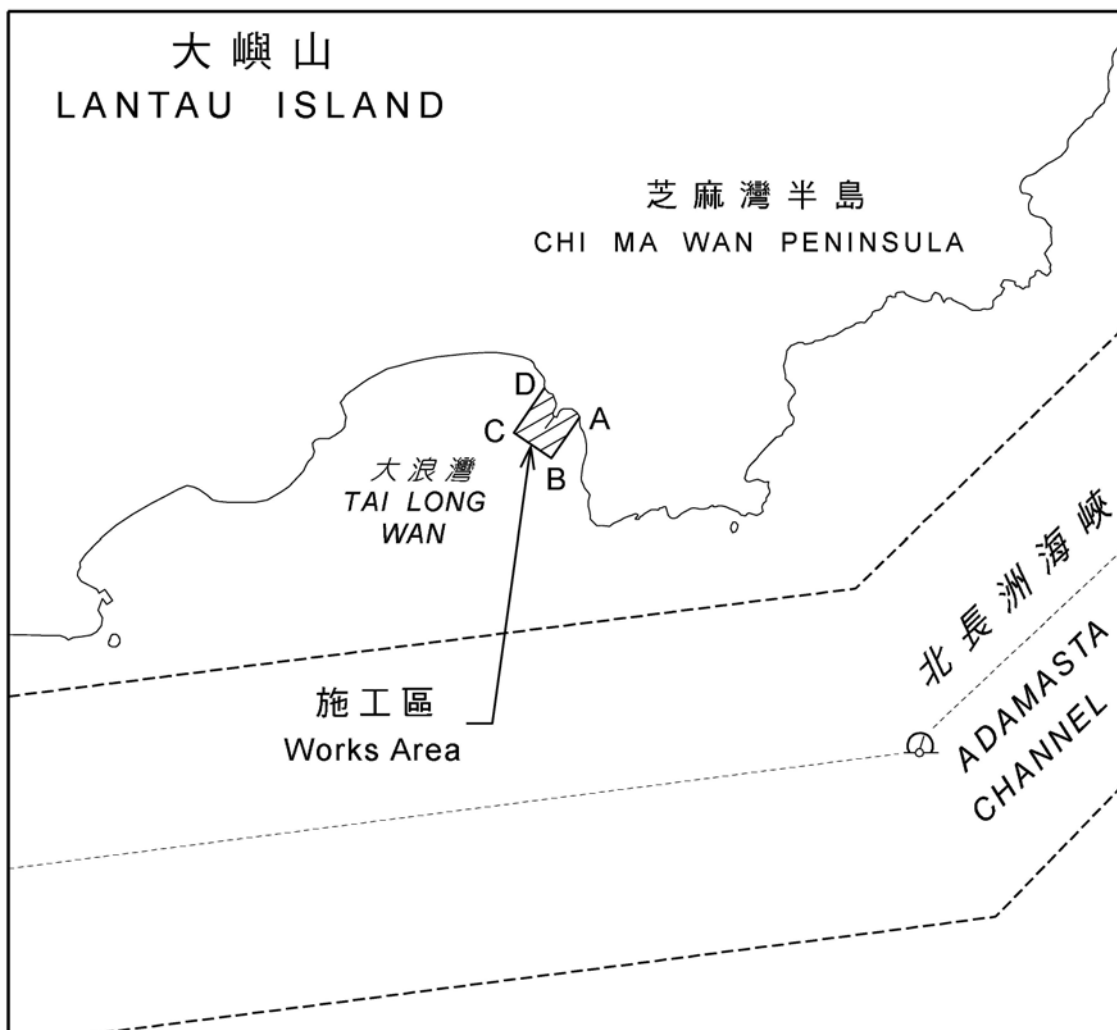 大嶼山
LANTAU ISLAND
芝麻灣半島
CHI MA WAN PENINSULA
D
A
C
B
大浪灣
TAI LONG
WAN
施工區
Works Area
北長洲海峽
ADAMASTA
CHANNEL